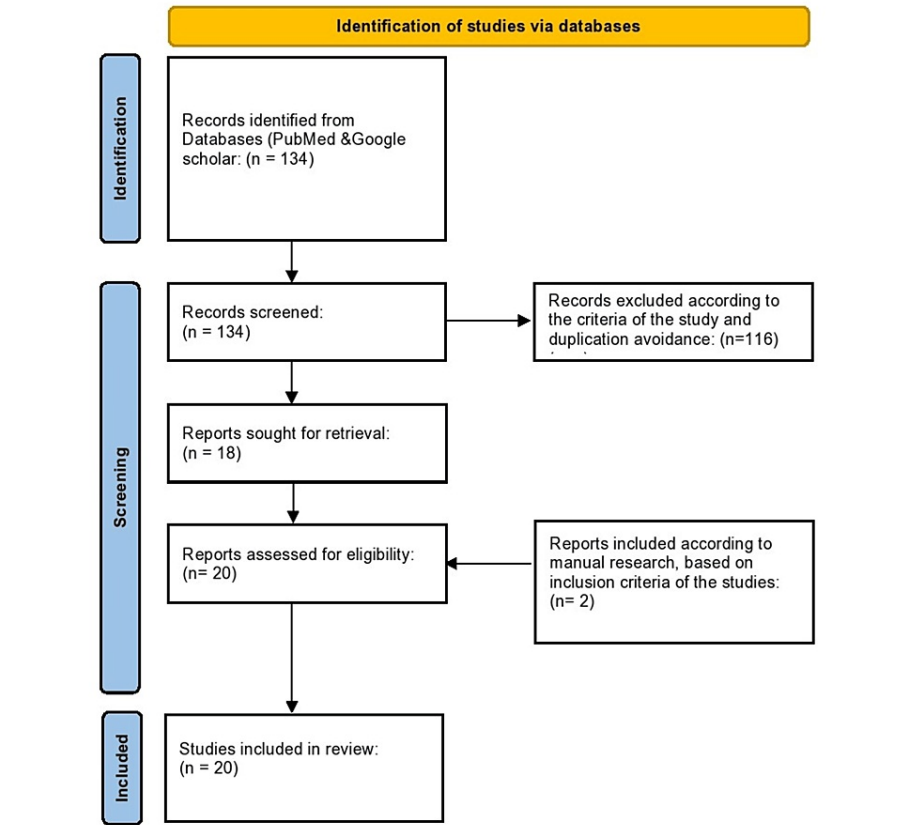 Identification of studies via databases
Identification
Records identified from
Databases (PubMed &Google
scholar: (n = 134)
Screening
Records screened:
(n = 134)
Records excluded according to
the criteria of the study and
duplication avoidance: (n=116)
Reports sought for retrieval:
(n = 18)
Reports assessed for eligibility:
(n= 20)
Reports included according to
manual research, based on
inclusion criteria of the studies:
(n= 2)
Included
Studies included in review:
(n = 20)